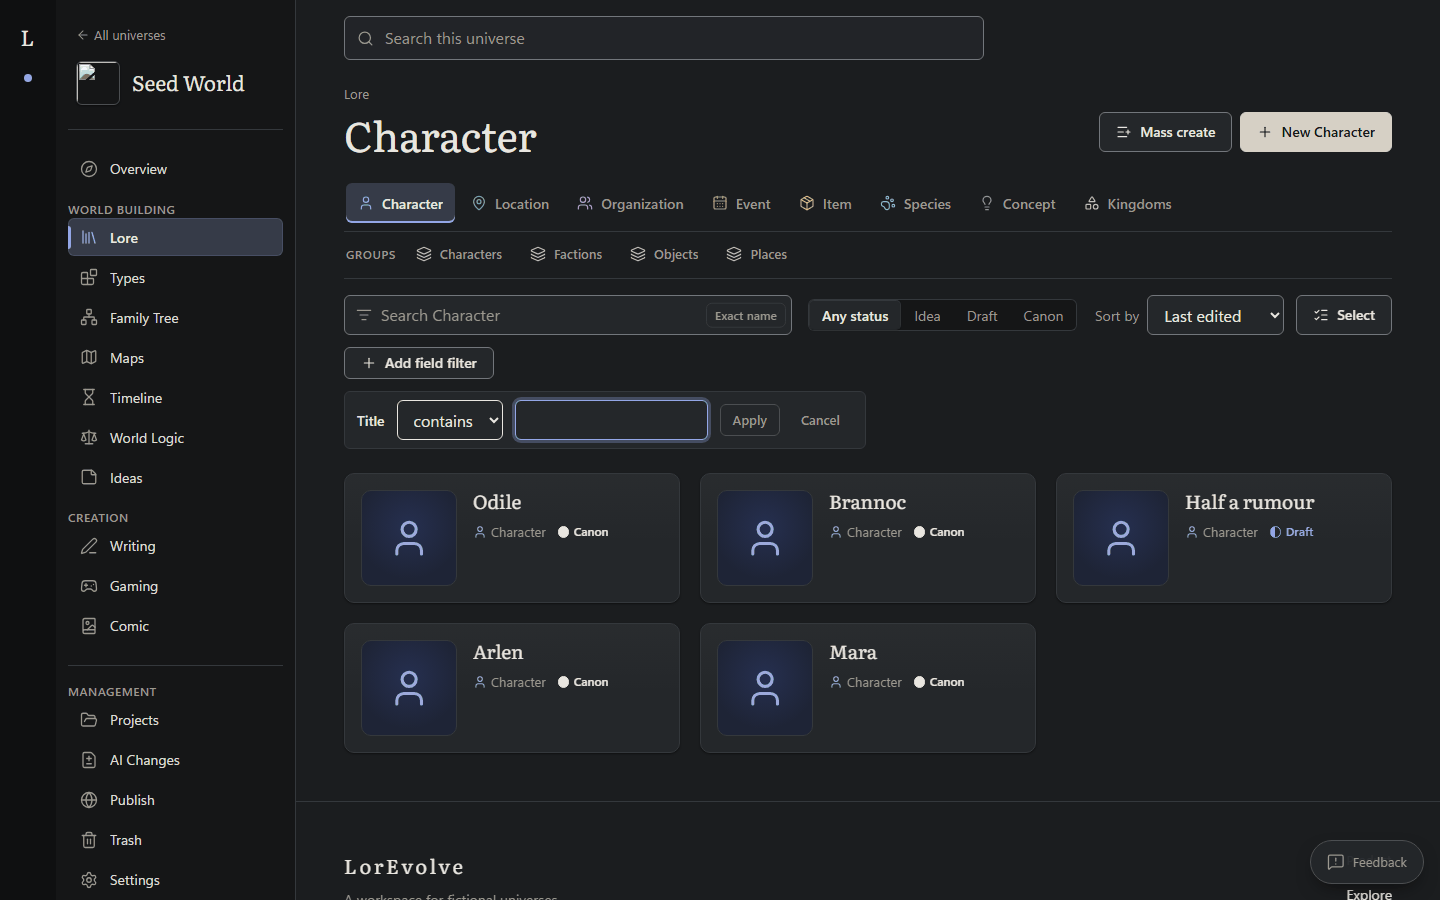 L
All universes
Seed World
Overview
WORLD BUILDING
Lore
Types
Family Tree
Maps
Timeline
World Logic
Ideas
CREATION
Writing
Gaming
Comic
MANAGEMENT
Projects
AI Changes
Publish
Trash
Settings
Search this universe
Lore
Character
Mass create
New Character
Character Location Organization Event Item Species Concept Kingdoms
GROUPS Characters Factions Objects Places
Search Character Exact name Any status Idea Draft Canon Sort by Last edited Select
Add field filter
Title contains Apply Cancel
Odile
Character Canon
Brannoc
Character Canon
Half a rumour
Character Draft
Arlen
Character Canon
Mara
Character Canon
LorEvolve
A workspace for fictional universes
Feedback
Explore